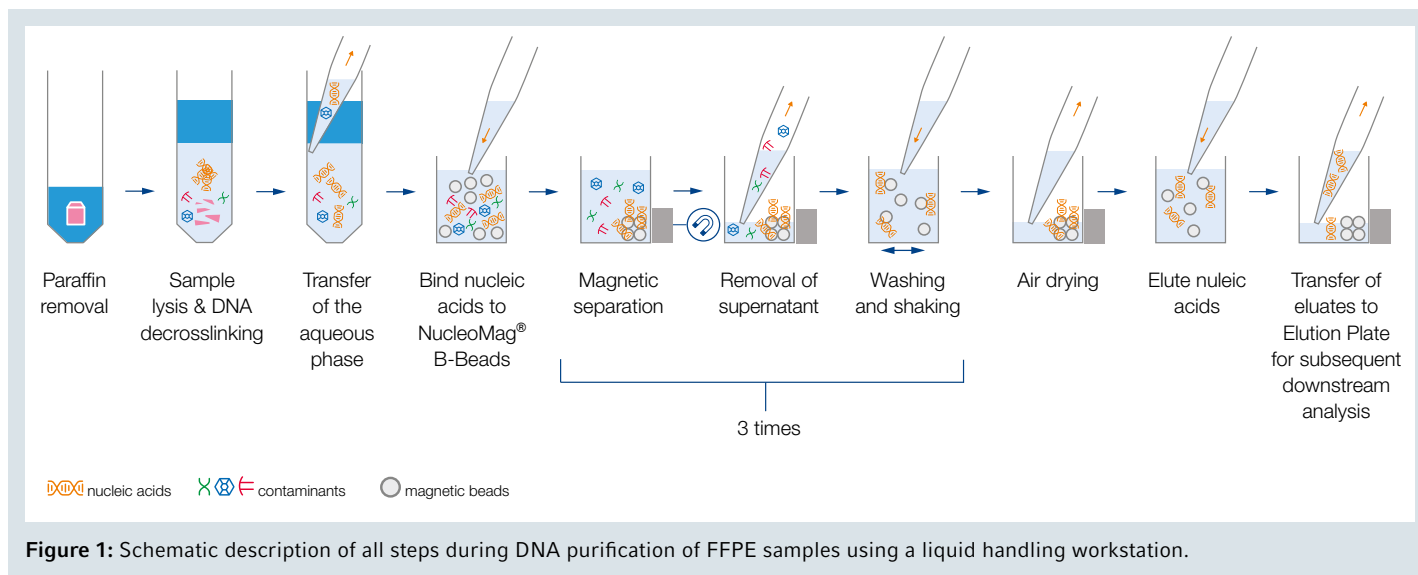 Paraffin
removal
Sample
lysis & DNA
decrosslinking
Transfer
of the
aqueous
phase
Bind nucleic
acids to
NucleoMag®
B-Beads
Magnetic
separation
Removal of
supernatant
Washing
and shaking
Air drying
Elute nuleic
acids
Transfer of
eluates to
Elution Plate
for subsequent
downstream
analysis
3 times
nucleic acids
contaminants
magnetic beads
Figure 1: Schematic description of all steps during DNA purification of FFPE samples using a liquid handling workstation.